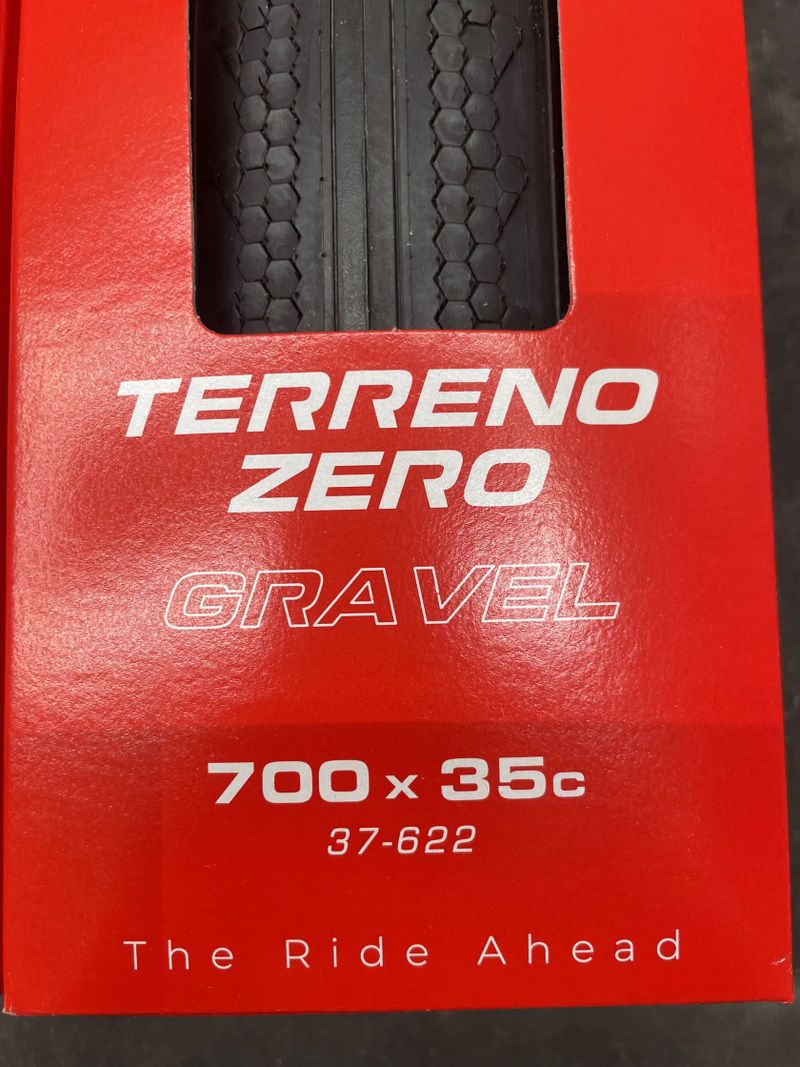 TERRENO
ZERO
GRAVEL
700 x 35c
37-622
The Ride Ahead